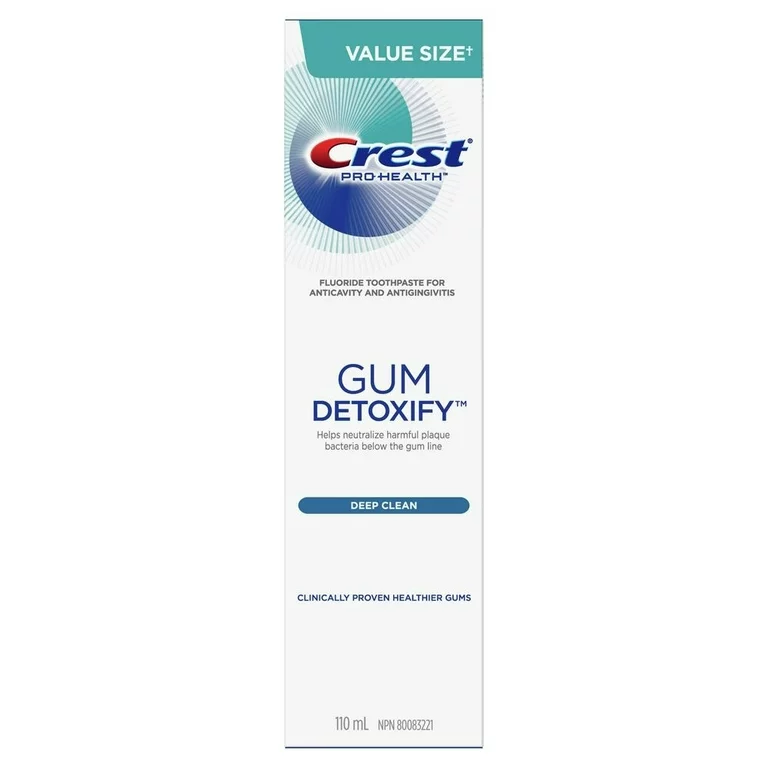 VALUE SIZE†
Crest®
PRO-HEALTH™
FLUORIDE TOOTHPASTE FOR
ANTICAVITY AND ANTIGINGIVITIS
GUM
DETOXIFY™
Helps neutralize harmful plaque
bacteria below the gum line
DEEP CLEAN
CLINICALLY PROVEN HEALTHIER GUMS
110 mL NPN 80083221